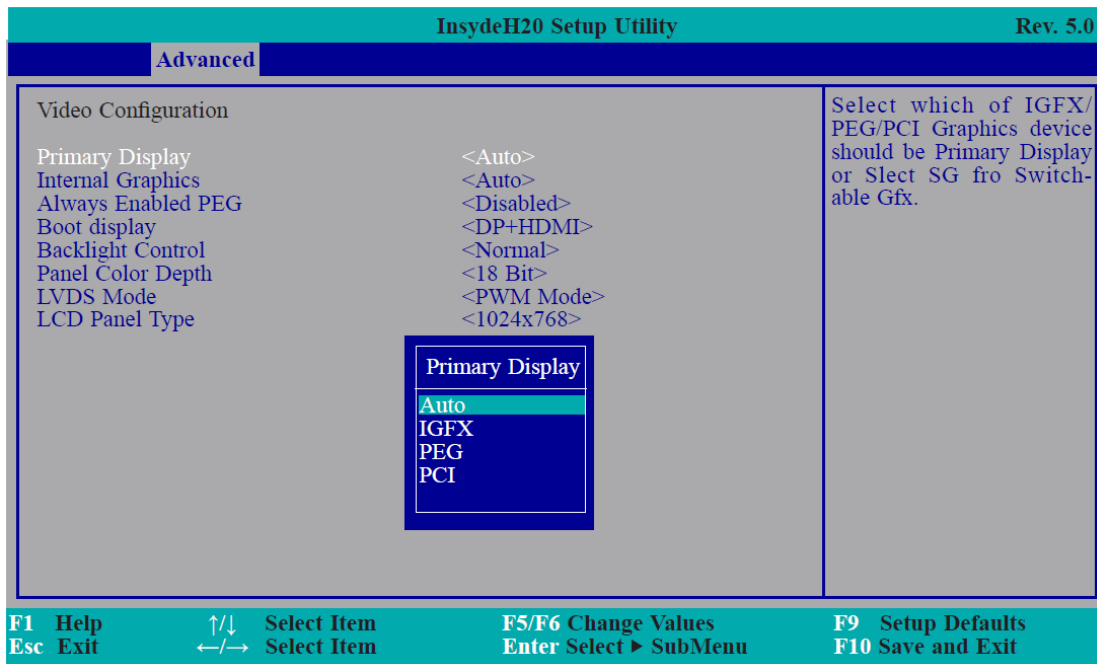 InsydeH20 Setup Utility Rev. 5.0
Advanced
Video Configuration
Primary Display <Auto>
Internal Graphics <Auto>
Always Enabled PEG <Disabled>
Boot display <DP+HDMI>
Backlight Control <Normal>
Panel Color Depth <18 Bit>
LVDS Mode <PWM Mode>
LCD Panel Type <1024x768>
Primary Display
Auto
IGFX
PEG
PCI
Select which of IGFX/
PEG/PCI Graphics device
should be Primary Display
or Slect SG fro Switch-
able Gfx.
F1 Help ↑/↓ Select Item F5/F6 Change Values F9 Setup Defaults
Esc Exit ←/→ Select Item Enter Select ▶ SubMenu F10 Save and Exit